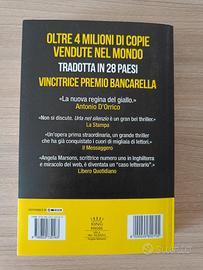 OLTRE 4 MILIONI DI COPIE
VENDUTE NEL MONDO
TRADOTTA IN 28 PAESI
VINCITRICE PREMIO BANCARELLA
«La nuova regina del giallo.»
Antonio D'Orrico
«Non si discute. Urla nel silenzio è un gran bel thriller.»
La Stampa
«Un'opera prima straordinaria, un grande thriller
che ha già conquistato i cuori di migliaia di lettori.»
Il Messaggero
«Angela Marsons, scrittrice numero uno in Inghilterra
e miracolo del web, è diventata un "caso letterario".»
Libero Quotidiano